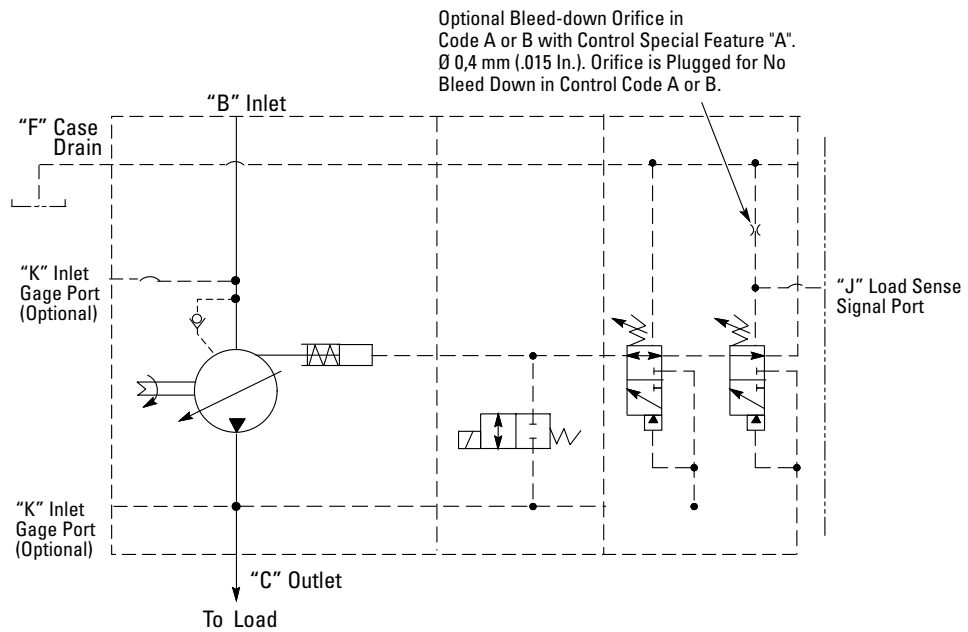 Optional Bleed-down Orifice in
Code A or B with Control Special Feature "A".
Ø 0,4 mm (.015 In.). Orifice is Plugged for No
Bleed Down in Control Code A or B.
“B” Inlet
“F” Case
Drain
“K” Inlet
Gage Port
(Optional)
“J” Load Sense
Signal Port
“K” Inlet
Gage Port
(Optional)
“C” Outlet
To Load